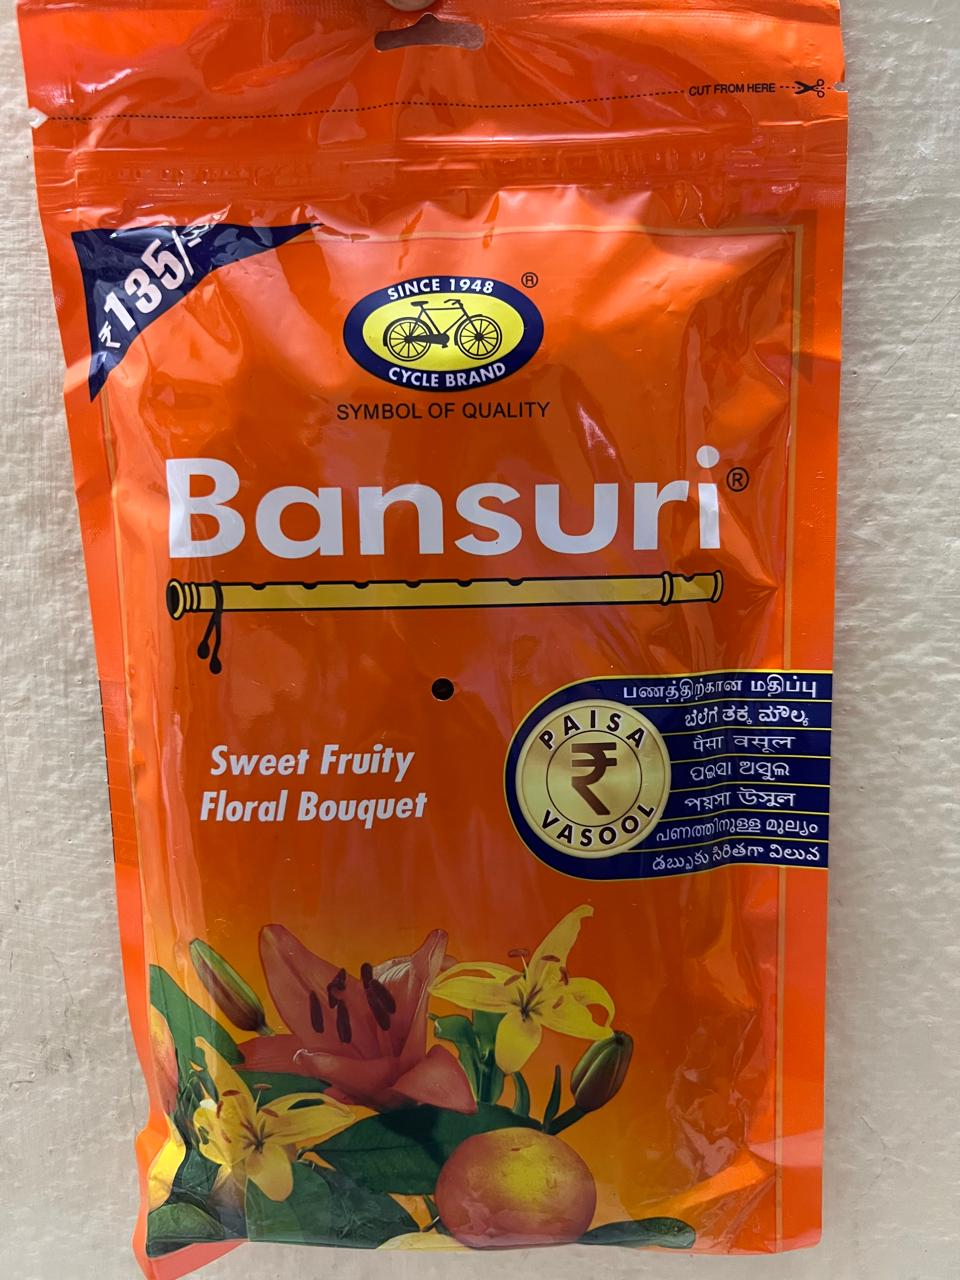 CUT FROM HERE
₹135/-
SINCE 1948
®
CYCLE BRAND
SYMBOL OF QUALITY
Bansuri®
Sweet Fruity
Floral Bouquet
PAISA
₹
VASOOL
பணத்திற்கான மதிப்பு
ಬೆಲೆಗೆ ತಕ್ಕ ಮೌಲ್ಯ
पैसा वसूल
ପଇସା ଅସୁଲ
পয়সা উসুল
പണത്തിനുള്ള മൂല്യം
డబ్బుకు సరితగా విలువ